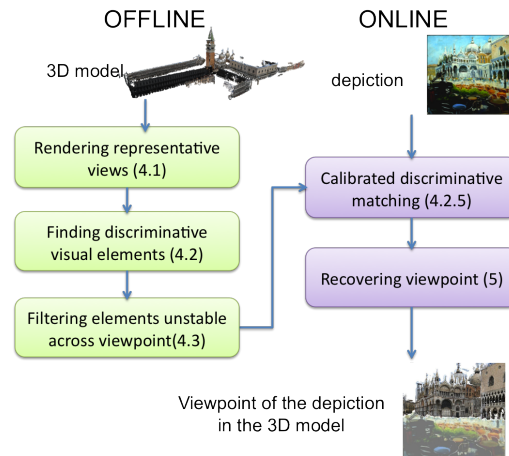 OFFLINE
3D model
Rendering representative
views (4.1)
Finding discriminative
visual elements (4.2)
Filtering elements unstable
across viewpoint(4.3)
ONLINE
depiction
Calibrated discriminative
matching (4.2.5)
Recovering viewpoint (5)
Viewpoint of the depiction
in the 3D model